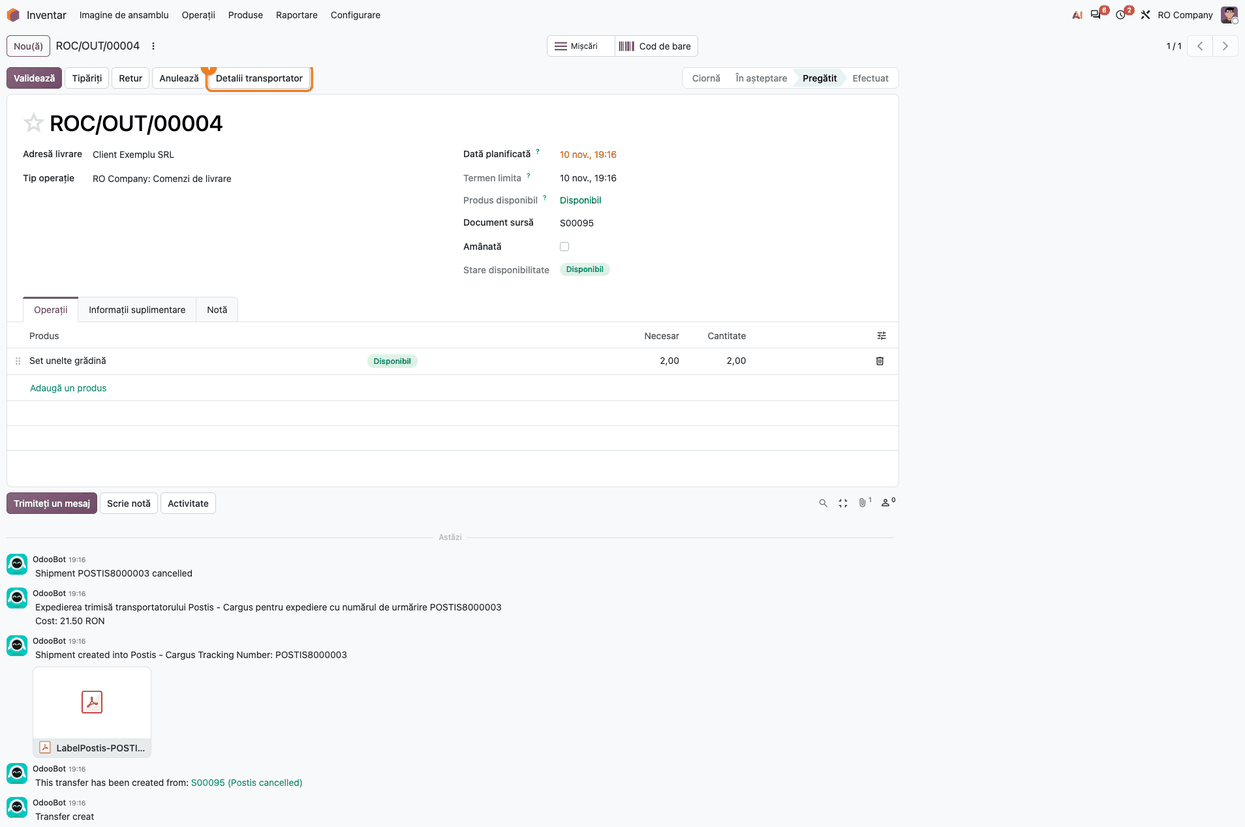 Inventar Imagine de ansamblu Operații Produse Raportare Configurare AI 6 2 RO Company
Nou(ă) ROC/OUT/00004 Mișcări Cod de bare 1 / 1
Validează Tipăriți Retur Anulează Detalii transportator Ciornă În așteptare Pregătit Efectuat
ROC/OUT/00004
Adresă livrare Client Exemplu SRL Dată planificată ? 10 nov., 19:16
Tip operație RO Company: Comenzi de livrare Termen limita ? 10 nov., 19:16
Produs disponibil ? Disponibil
Document sursă S00095
Amânată
Stare disponibilitate Disponibil
Operații Informații suplimentare Notă
Produs Necesar Cantitate
Set unelte grădină Disponibil 2,00 2,00
Adaugă un produs
Trimiteți un mesaj Scrie notă Activitate 1 0
Astăzi
OdooBot 19:16
Shipment POSTIS8000003 cancelled
OdooBot 19:16
Expedierea trimisă transportatorului Postis - Cargus pentru expediere cu numărul de urmărire POSTIS8000003
Cost: 21.50 RON
OdooBot 19:16
Shipment created into Postis - Cargus Tracking Number: POSTIS8000003
LabelPostis-POSTI...
OdooBot 19:16
This transfer has been created from: S00095 (Postis cancelled)
OdooBot 19:16
Transfer creat